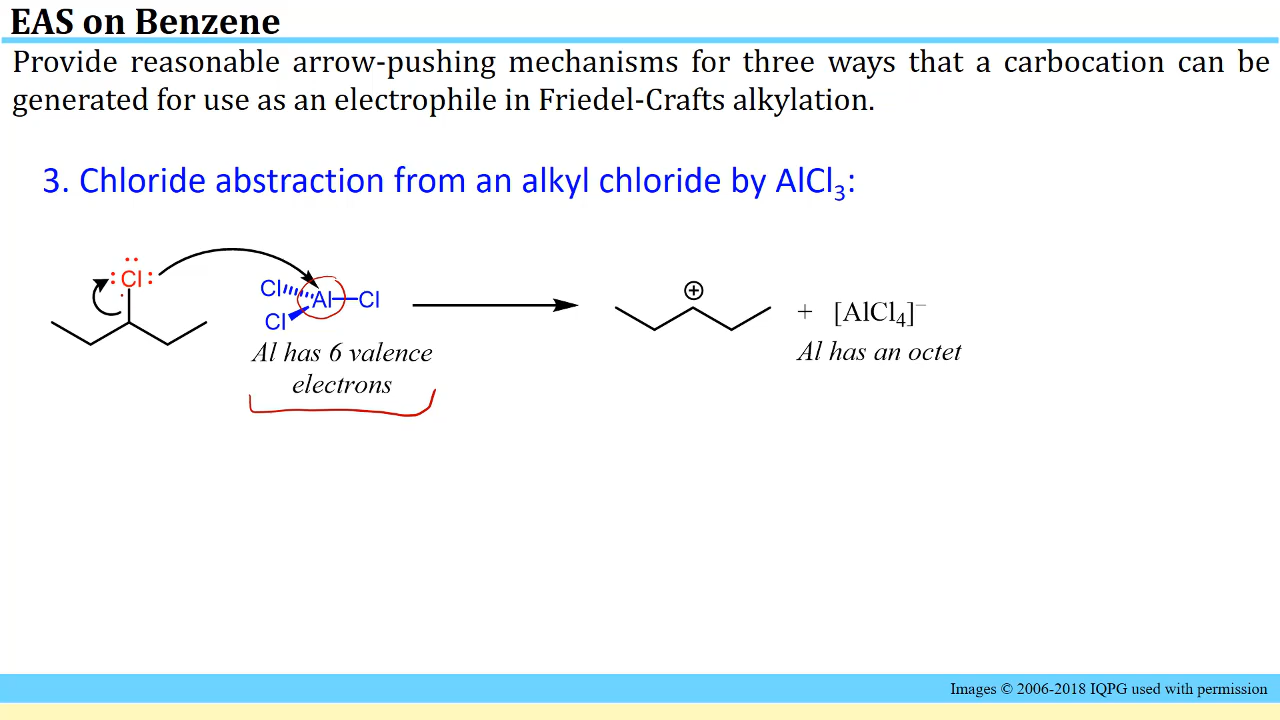 EAS on Benzene
Provide reasonable arrow-pushing mechanisms for three ways that a carbocation can be
generated for use as an electrophile in Friedel-Crafts alkylation.
3. Chloride abstraction from an alkyl chloride by AlCl₃:
Cl
Cl Al Cl
Cl
+ [AlCl₄]⁻
Al has 6 valence
electrons
Al has an octet
Images © 2006-2018 IQPG used with permission